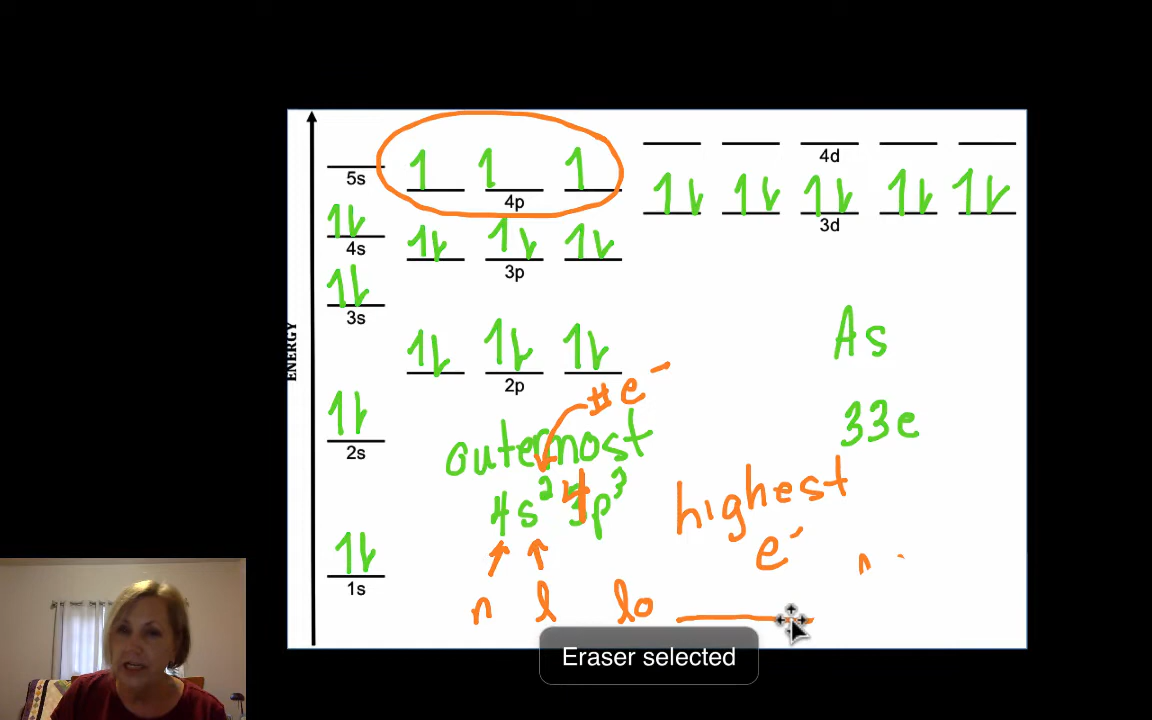 5s
4p
4d
3d
4s
3p
3s
ENERGY
2p
As
33e
#e⁻
outermost
2s
4s² 4p³
highest
e⁻
n
1s
n l lo
Eraser selected